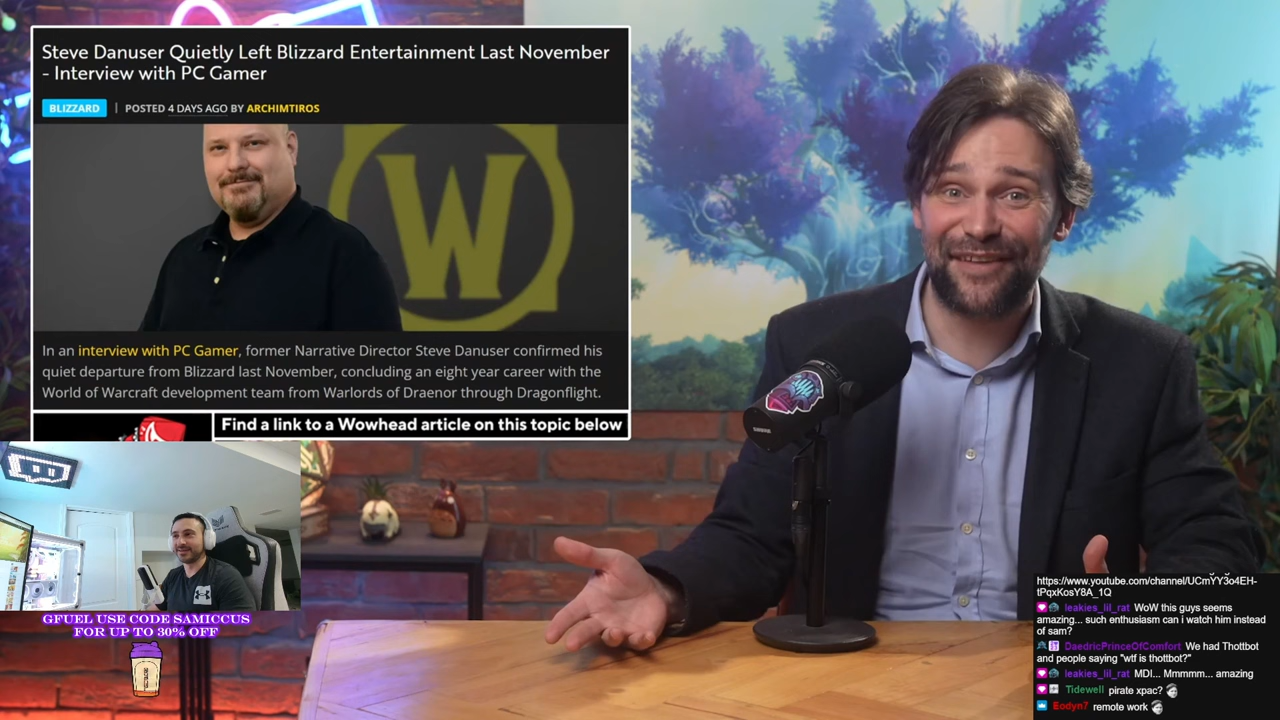 Steve Danuser Quietly Left Blizzard Entertainment Last November
- Interview with PC Gamer
BLIZZARD | POSTED 4 DAYS AGO BY ARCHIMTIROS
W
In an interview with PC Gamer, former Narrative Director Steve Danuser confirmed his
quiet departure from Blizzard last November, concluding an eight year career with the
World of Warcraft development team from Warlords of Draenor through Dragonflight.
Find a link to a Wowhead article on this topic below
SHURE
GFUEL USE CODE SAMICCUS
FOR UP TO 30% OFF
https://www.youtube.com/channel/UCmYY3o4EH-
tPqxKosY8A_1Q
leakies_lil_rat WoW this guys seems
amazing... such enthusiasm can i watch him instead
of sam?
DaedricPrinceOfComfort We had Thottbot
and people saying "wtf is thottbot?"
leakies_lil_rat MDI... Mmmmm... amazing
Tidewell pirate xpac?
Eodyn7 remote work